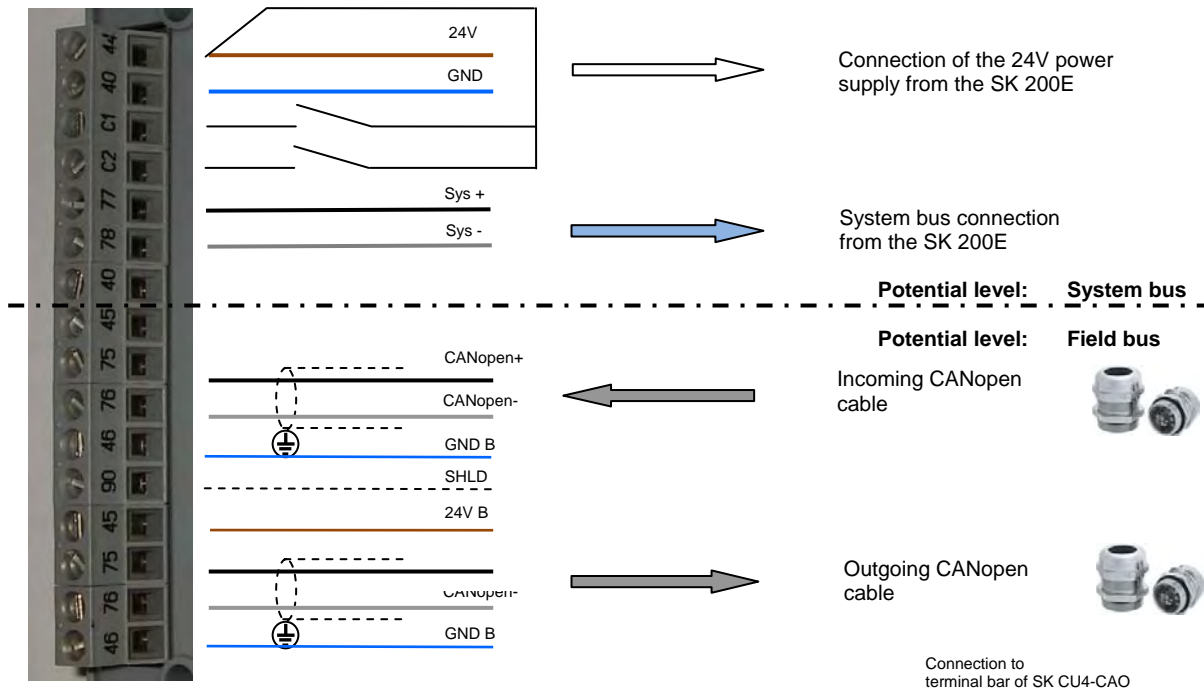 44
40
C1
C2
77
78
40
45
75
76
46
90
45
75
76
46
24V
GND
Sys +
Sys -
Connection of the 24V power
supply from the SK 200E
System bus connection
from the SK 200E
Potential level: System bus
Potential level: Field bus
CANopen+
CANopen-
GND B
SHLD
24V B
CANopen-
GND B
Incoming CANopen
cable
Outgoing CANopen
cable
Connection to
terminal bar of SK CU4-CAO